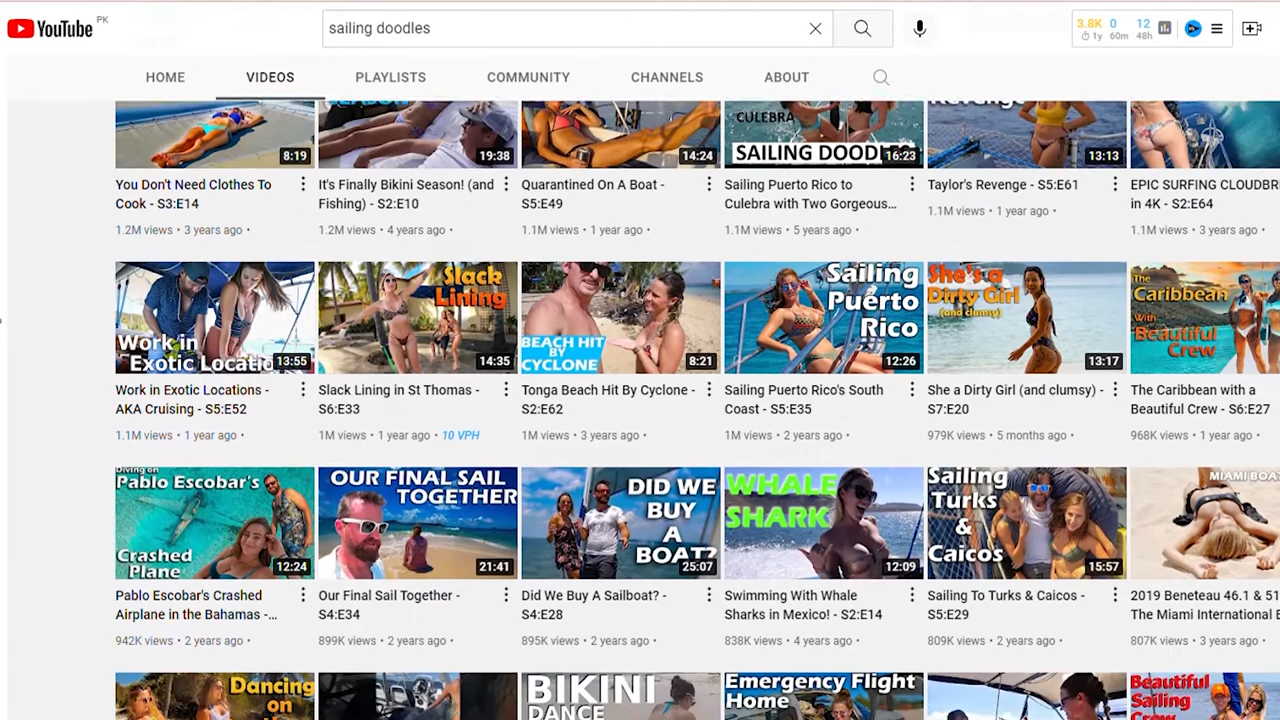 YouTube PK
sailing doodles
3.8K 0 12
1y 60m 48h
HOME VIDEOS PLAYLISTS COMMUNITY CHANNELS ABOUT
CULEBRA
SAILING DOODL
8:19 19:38 14:24 16:23 13:13
You Don't Need Clothes To
Cook - S3:E14
1.2M views • 3 years ago •
It's Finally Bikini Season! (and
Fishing) - S2:E10
1.2M views • 4 years ago •
Quarantined On A Boat -
S5:E49
1.1M views • 1 year ago •
Sailing Puerto Rico to
Culebra with Two Gorgeous...
1.1M views • 5 years ago •
Taylor's Revenge - S5:E61
1.1M views • 1 year ago •
EPIC SURFING CLOUDBR
in 4K - S2:E64
1.1M views • 3 years ago •
Work in
Exotic Locatio
13:55
Slack
Lining
14:35
BEACH HIT
BY
CYCLONE
8:21
Sailing
Puerto
Rico
12:26
She's a
Dirty Girl
(and clumsy)
13:17
The
Caribbean
With
Beautiful
Crew
Work in Exotic Locations -
AKA Cruising - S5:E52
1.1M views • 1 year ago •
Slack Lining in St Thomas -
S6:E33
1M views • 1 year ago • 10 VPH
Tonga Beach Hit By Cyclone -
S2:E62
1M views • 3 years ago •
Sailing Puerto Rico's South
Coast - S5:E35
1M views • 2 years ago •
She a Dirty Girl (and clumsy) -
S7:E20
979K views • 5 months ago •
The Caribbean with a
Beautiful Crew - S6:E27
968K views • 1 year ago •
Diving on
Pablo Escobar's
Crashed
Plane
12:24
OUR FINAL SAIL
TOGETHER
21:41
DID WE
BUY
A
BOAT?
25:07
WHALE
SHARK
12:09
Sailing
Turks
&
Caicos
15:57
MIAMI BOA
Pablo Escobar's Crashed
Airplane in the Bahamas -...
942K views • 2 years ago •
Our Final Sail Together -
S4:E34
899K views • 2 years ago •
Did We Buy A Sailboat? -
S4:E28
895K views • 2 years ago •
Swimming With Whale
Sharks in Mexico! - S2:E14
838K views • 4 years ago •
Sailing To Turks & Caicos -
S5:E29
809K views • 2 years ago •
2019 Beneteau 46.1 & 51
The Miami International B
807K views • 3 years ago •
Dancing
on
BIKINI
DANCE
Emergency Flight
Home
Beautiful
Sailing
Crew